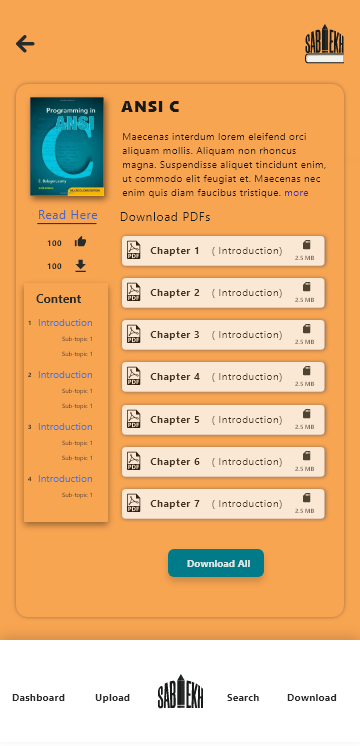 SABLEKH
ANSI C
Programming in
ANSI
C
E Balagurusamy
Maecenas interdum lorem eleifend orci
aliquam mollis. Aliquam non rhoncus
magna. Suspendisse aliquet tincidunt enim,
ut commodo elit feugiat et. Maecenas nec
enim quis diam faucibus tristique. more
Read Here
Download PDFs
100
100
Content
1 Introduction
Sub-topic 1
Sub-topic 1
2 Introduction
Sub-topic 1
Sub-topic 1
3 Introduction
Sub-topic 1
Sub-topic 1
4 Introduction
Sub-topic 1
PDF Chapter 1 ( Introduction) 2.5 MB
PDF Chapter 2 ( Introduction) 2.5 MB
PDF Chapter 3 ( Introduction) 2.5 MB
PDF Chapter 4 ( Introduction) 2.5 MB
PDF Chapter 5 ( Introduction) 2.5 MB
PDF Chapter 6 ( Introduction) 2.5 MB
PDF Chapter 7 ( Introduction) 2.5 MB
Download All
Dashboard
Upload
SABLEKH
Search
Download